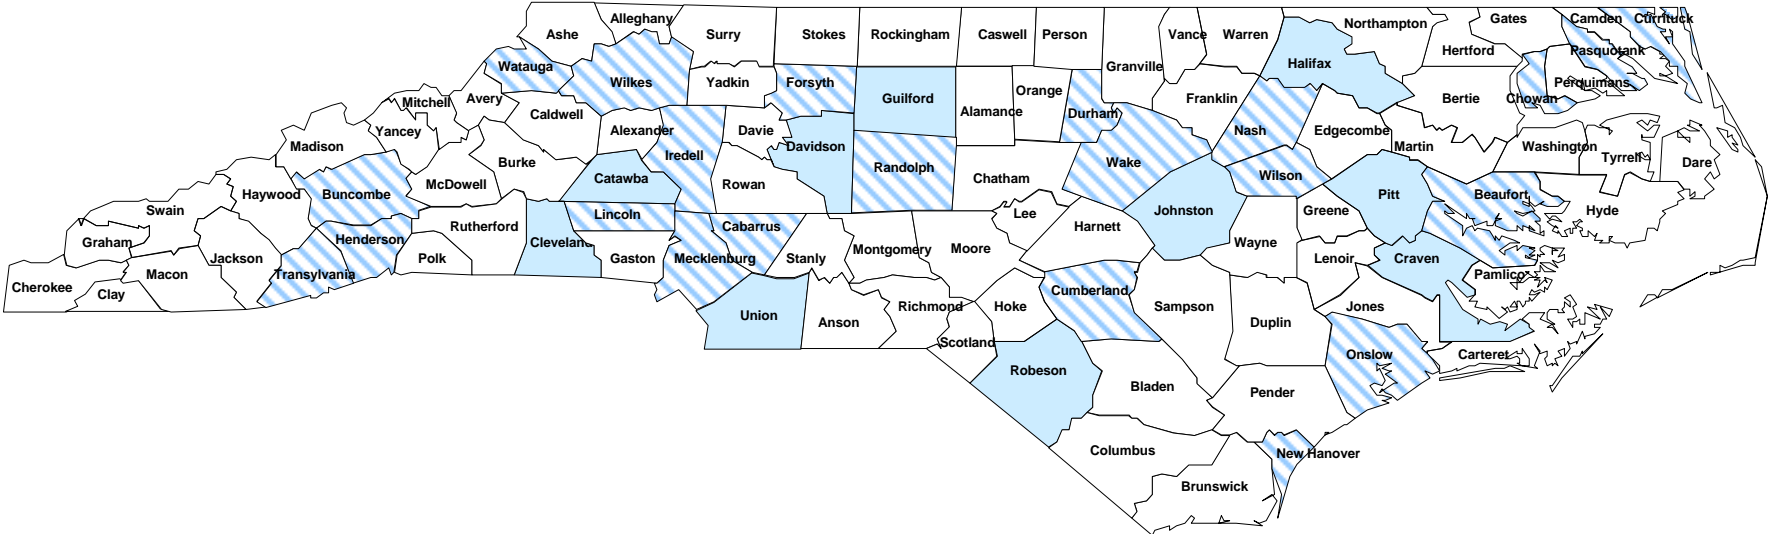 Alleghany
Ashe
Surry
Stokes
Rockingham
Caswell
Person
Granville
Vance
Warren
Northampton
Gates
Camden
Currituck
Hertford
Pasquotank
Watauga
Wilkes
Yadkin
Forsyth
Guilford
Alamance
Orange
Durham
Franklin
Halifax
Bertie
Chowan
Perquimans
Mitchell
Avery
Caldwell
Alexander
Davie
Nash
Edgecombe
Martin
Washington
Tyrrell
Dare
Madison
Yancey
Burke
Iredell
Davidson
Randolph
Wake
Wilson
Haywood
Buncombe
McDowell
Catawba
Rowan
Chatham
Johnston
Pitt
Beaufort
Hyde
Swain
Rutherford
Lincoln
Cabarrus
Lee
Harnett
Greene
Graham
Jackson
Henderson
Polk
Cleveland
Gaston
Mecklenburg
Stanly
Montgomery
Moore
Wayne
Lenoir
Craven
Pamlico
Cherokee
Clay
Macon
Transylvania
Union
Anson
Richmond
Hoke
Cumberland
Sampson
Duplin
Jones
Scotland
Onslow
Carteret
Robeson
Bladen
Pender
Columbus
New Hanover
Brunswick